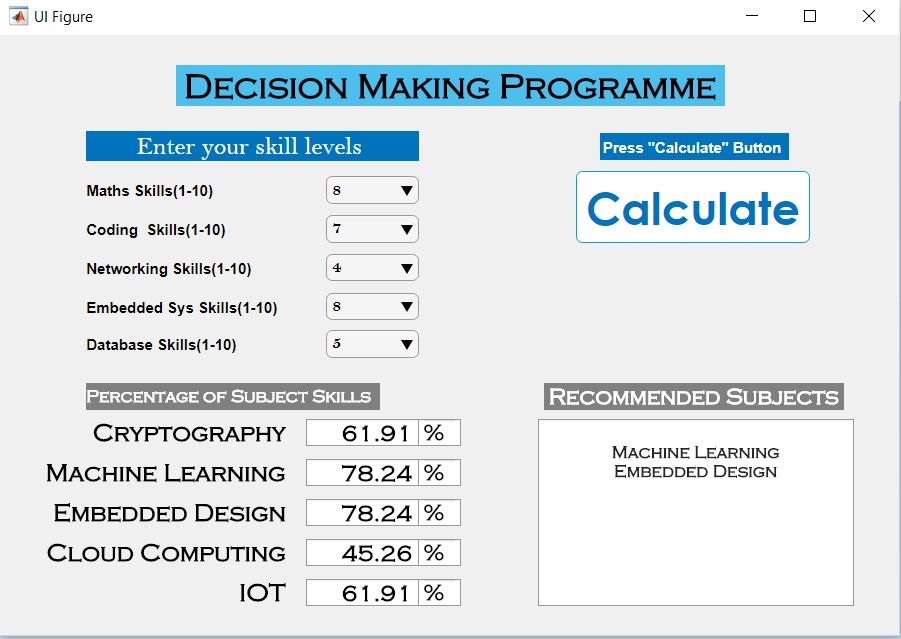 UI Figure
Decision Making Programme
Enter your skill levels
Press "Calculate" Button
Calculate
Maths Skills(1-10) 8
Coding Skills(1-10) 7
Networking Skills(1-10) 4
Embedded Sys Skills(1-10) 8
Database Skills(1-10) 5
Percentage of Subject Skills
Cryptography 61.91 %
Machine Learning 78.24 %
Embedded Design 78.24 %
Cloud Computing 45.26 %
IOT 61.91 %
Recommended Subjects
Machine Learning
Embedded Design